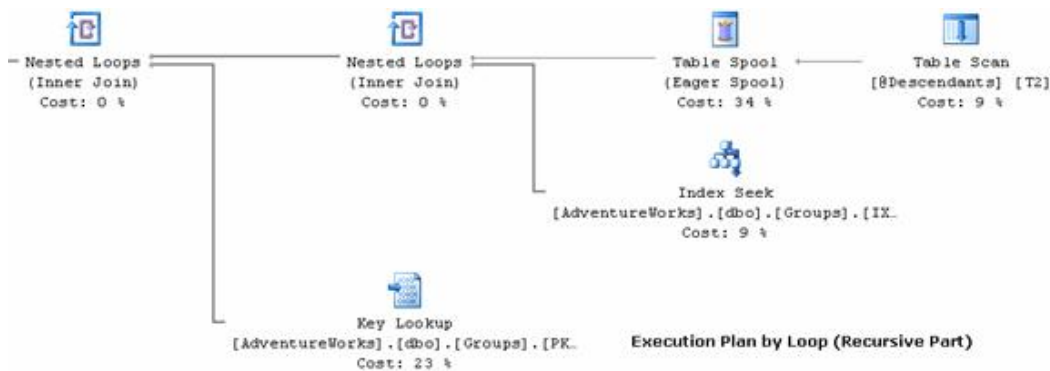 Nested Loops
(Inner Join)
Cost: 0 %
Nested Loops
(Inner Join)
Cost: 0 %
Table Spool
(Eager Spool)
Cost: 34 %
Table Scan
[@Descendants] [T2]
Cost: 9 %
Index Seek
[AdventureWorks].[dbo].[Groups].[IX…
Cost: 9 %
Key Lookup
[AdventureWorks].[dbo].[Groups].[PK…
Cost: 23 %
Execution Plan by Loop (Recursive Part)